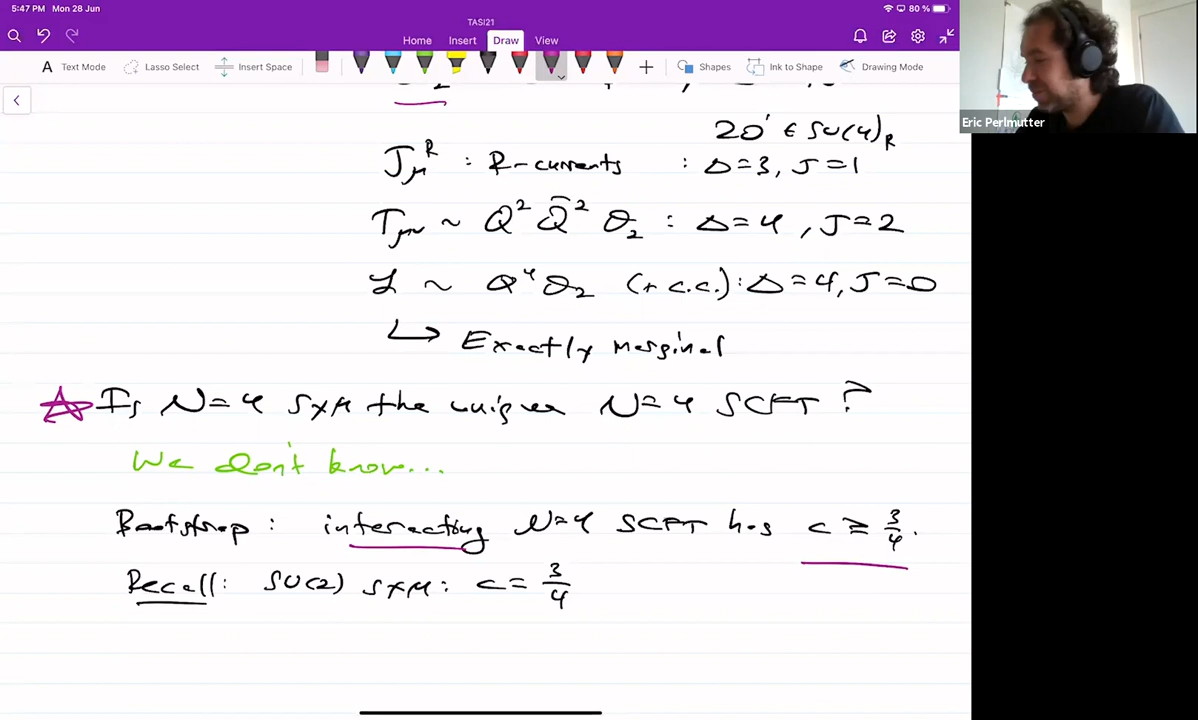 5:47 PM Mon 28 Jun
80 %
TASI21
Home Insert Draw View
A Text Mode Lasso Select Insert Space Shapes Ink to Shape Drawing Mode
Eric Perlmutter
20' ∈ SU(4)_R
J_μ^R : R-currents : Δ=3, J=1
T_μν ~ Q² Q̄² O₂ : Δ=4, J=2
ℒ ~ Q⁴O₂ (+ c.c.) : Δ=4, J=0
↳ Exactly marginal
☆ Is N=4 SYM the unique N=4 SCFT?
We don't know...
Bootstrap: interacting N=4 SCFT has c ≥ 3/4.
Recall: SU(2) SYM: c = 3/4